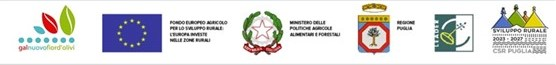 galnuovofiord'olivi
FONDO EUROPEO AGRICOLO
PER LO SVILUPPO RURALE:
L'EUROPA INVESTE
NELLE ZONE RURALI
MINISTERO DELLE
POLITICHE AGRICOLE
ALIMENTARI E FORESTALI
REGIONE
PUGLIA
SVILUPPO RURALE
2023 - 2027
CSR PUGLIA